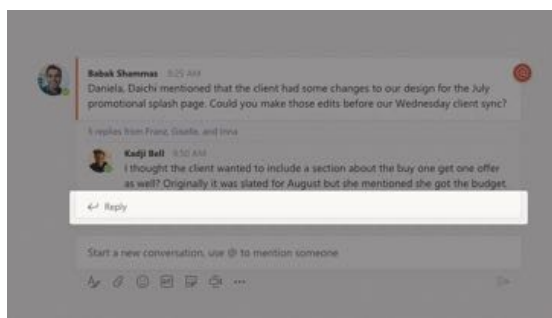 Babak Shammas 9:25 AM
Daniela, Daichi mentioned that the client had some changes to our design for the July
promotional splash page. Could you make those edits before our Wednesday client sync?
5 replies from Franz, Giselle, and Inna
Kadji Bell 9:50 AM
I thought the client wanted to include a section about the buy one get one offer
as well? Originally it was slated for August but she mentioned she got the budget
Reply
Start a new conversation, use @ to mention someone